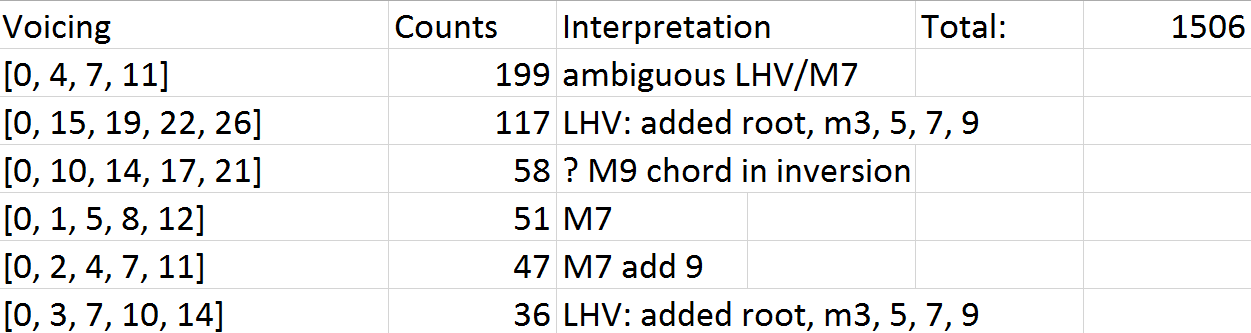 Voicing Counts Interpretation Total: 1506
[0, 4, 7, 11] 199 ambiguous LHV/M7
[0, 15, 19, 22, 26] 117 LHV: added root, m3, 5, 7, 9
[0, 10, 14, 17, 21] 58 ? M9 chord in inversion
[0, 1, 5, 8, 12] 51 M7
[0, 2, 4, 7, 11] 47 M7 add 9
[0, 3, 7, 10, 14] 36 LHV: added root, m3, 5, 7, 9